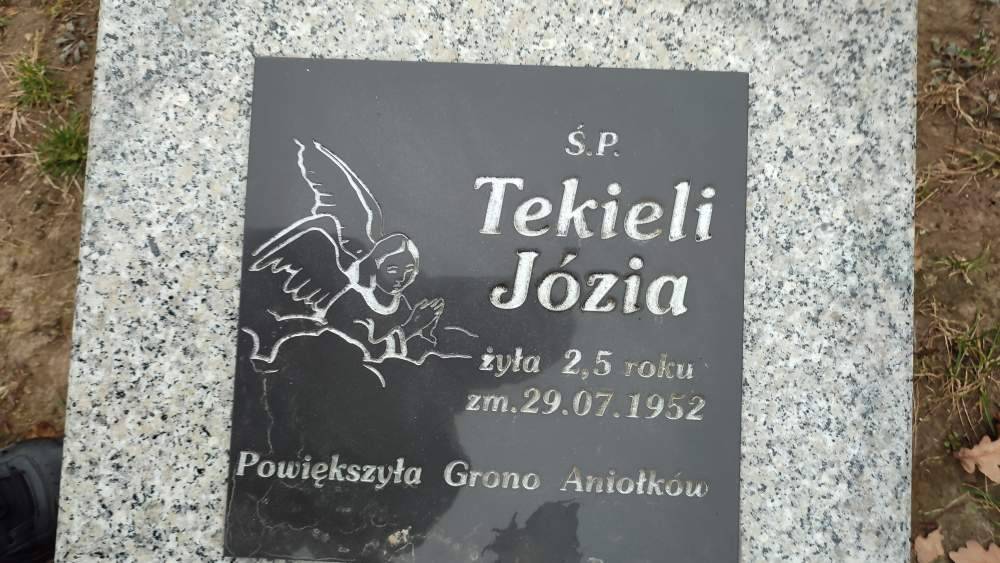 Ś.P.
Tekieli
Józia
żyła 2,5 roku
zm.29.07.1952
Powiększyła Grono Aniołków